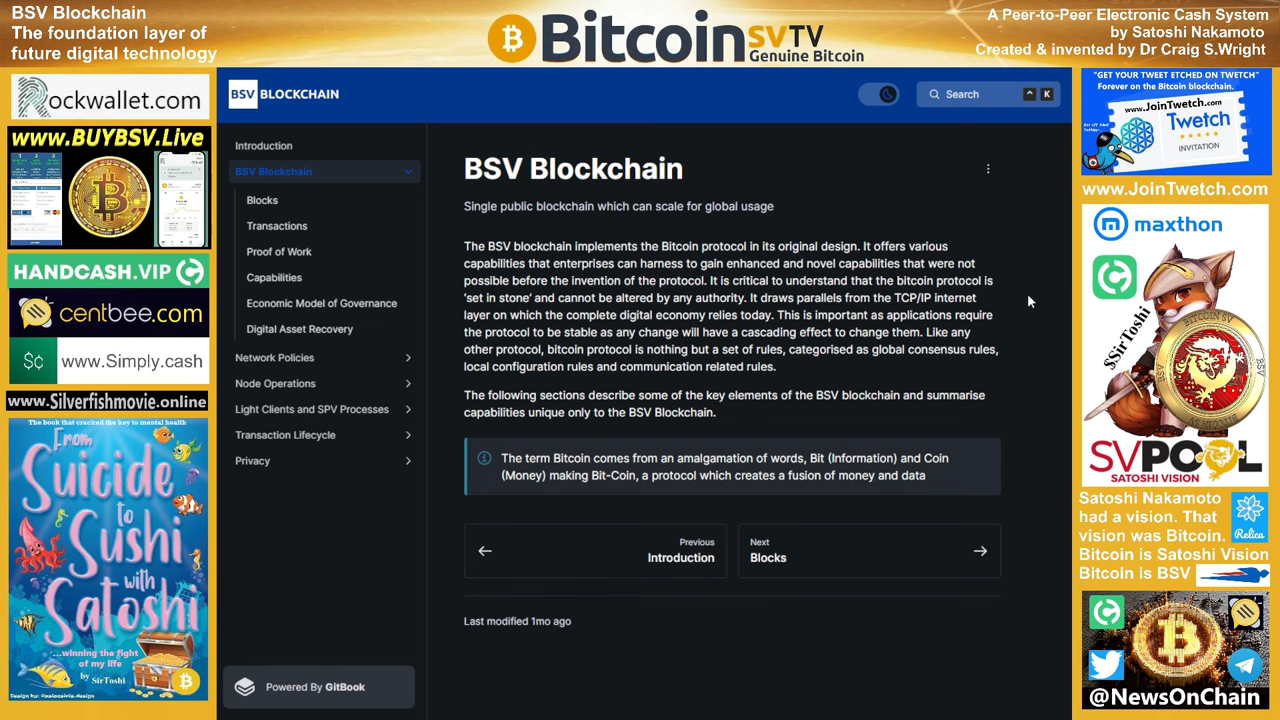 BSV Blockchain
The foundation layer of
future digital technology
Bitcoin SVTV
Genuine Bitcoin
A Peer-to-Peer Electronic Cash System
by Satoshi Nakamoto
Created & invented by Dr Craig S.Wright
Rockwallet.com
www.BUYBSV.Live
HANDCASH.VIP
centbee.com
www.Simply.cash
www.Silverfishmovie.online
The book that cracked the key to mental health
From
Suicide
to
Sushi
with
Satoshi
...winning the fight
of my life
by SirToshi
BSV BLOCKCHAIN
Search
^ K
Introduction
BSV Blockchain
Blocks
Transactions
Proof of Work
Capabilities
Economic Model of Governance
Digital Asset Recovery
Network Policies
Node Operations
Light Clients and SPV Processes
Transaction Lifecycle
Privacy
Powered By GitBook
BSV Blockchain
Single public blockchain which can scale for global usage
The BSV blockchain implements the Bitcoin protocol in its original design. It offers various
capabilities that enterprises can harness to gain enhanced and novel capabilities that were not
possible before the invention of the protocol. It is critical to understand that the bitcoin protocol is
‘set in stone’ and cannot be altered by any authority. It draws parallels from the TCP/IP internet
layer on which the complete digital economy relies today. This is important as applications require
the protocol to be stable as any change will have a cascading effect to change them. Like any
other protocol, bitcoin protocol is nothing but a set of rules, categorised as global consensus rules,
local configuration rules and communication related rules.
The following sections describe some of the key elements of the BSV blockchain and summarise
capabilities unique only to the BSV Blockchain.
The term Bitcoin comes from an amalgamation of words, Bit (Information) and Coin
(Money) making Bit-Coin, a protocol which creates a fusion of money and data
Previous
Introduction
Next
Blocks
Last modified 1mo ago
"GET YOUR TWEET ETCHED ON TWETCH"
Forever on the Bitcoin blockchain.
www.JoinTwetch.com
Twetch
INVITATION
www.JoinTwetch.com
maxthon
$SirToshi
BITCOIN SV
BSV
SVPOOL
SATOSHI VISION
Satoshi Nakamoto
had a vision. That
vision was Bitcoin.
Relica
Bitcoin is Satoshi Vision
Bitcoin is BSV
@NewsOnChain